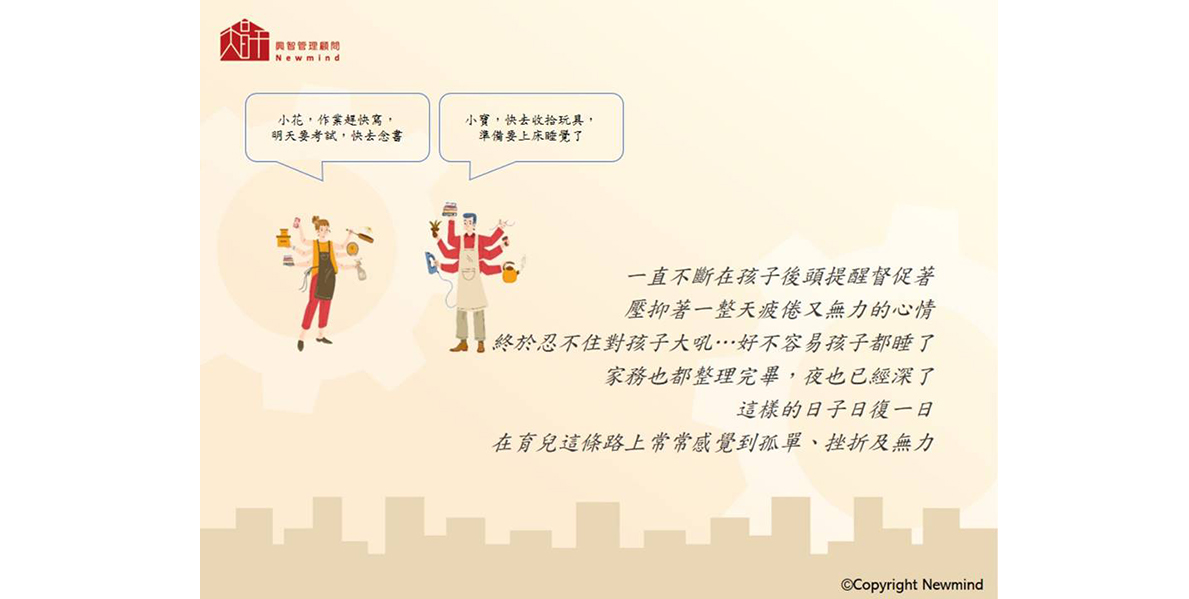 興智管理顧問
Newmind
小花，作業趕快寫，
明天要考試，快去念書
小寶，快去收拾玩具，
準備要上床睡覺了
一直不斷在孩子後頭提醒督促著
壓抑著一整天疲倦又無力的心情
終於忍不住對孩子大吼…好不容易孩子都睡了
家務也都整理完畢，夜也已經深了
這樣的日子日復一日
在育兒這條路上常常感覺到孤單、挫折及無力
©Copyright Newmind